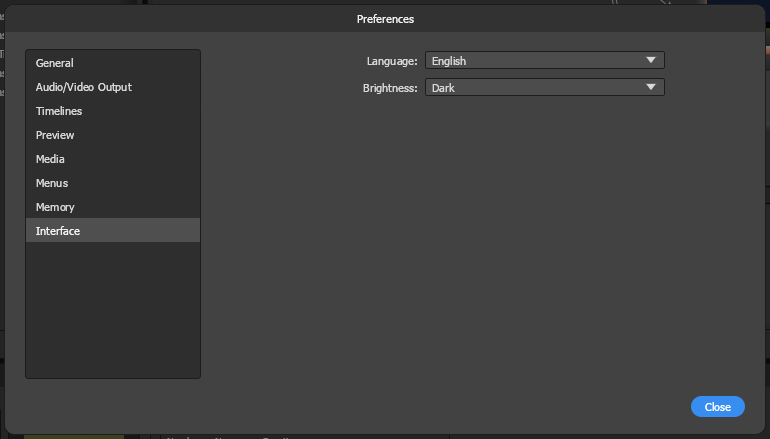 Preferences
General
Audio/Video Output
Timelines
Preview
Media
Menus
Memory
Interface
Language: English
Brightness: Dark
Close